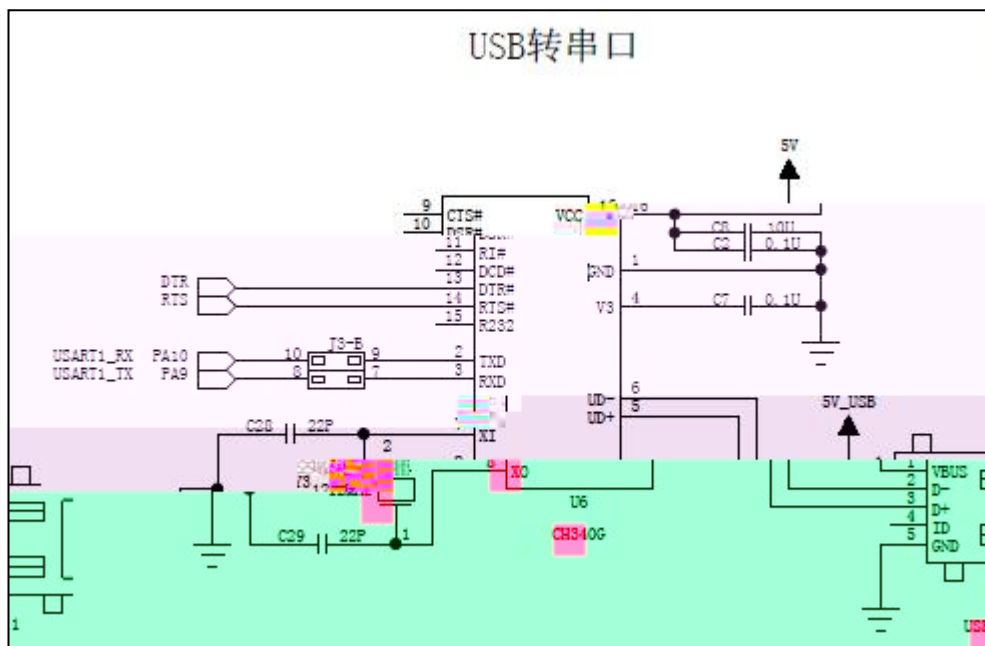 USB转串口
5V
9 CTS# VCC
10
11 RI#
12 DCD#
DTR 13 DTR#
RTS 14 RTS#
15 R232
C8 10U
C2 0.1U
1 GND
V3 4 C7 0.1U
J3-B
USART1_RX PA10 10 9 2 TXD
USART1_TX PA9 8 7 3 RXD
UD- 6
UD+ 5
5V_USB
C28 22P XI
2
XO
U6
CH340G
C29 22P 1
1 VBUS
2 D-
3 D+
4 ID
5 GND
1